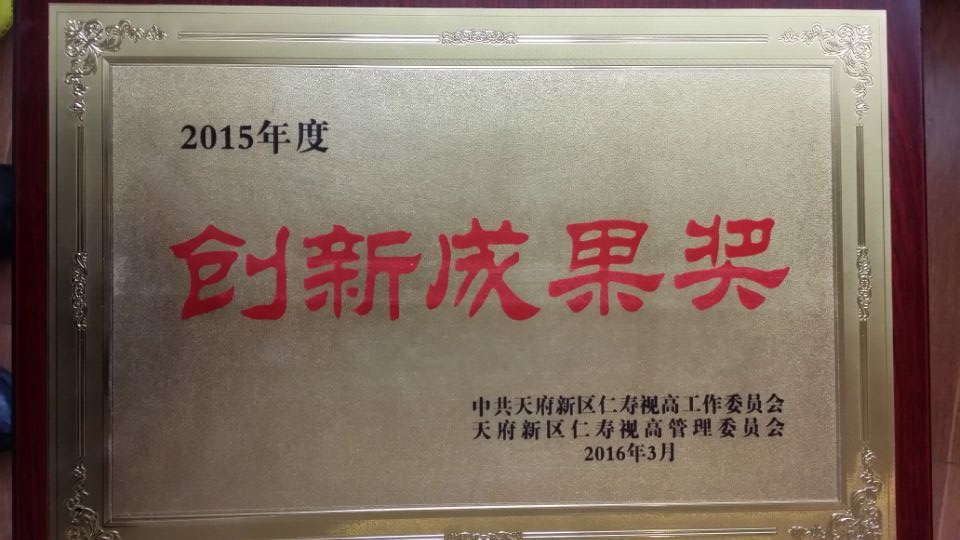 2015年度
创新成果奖
中共天府新区仁寿视高工作委员会
天府新区仁寿视高管理委员会
2016年3月